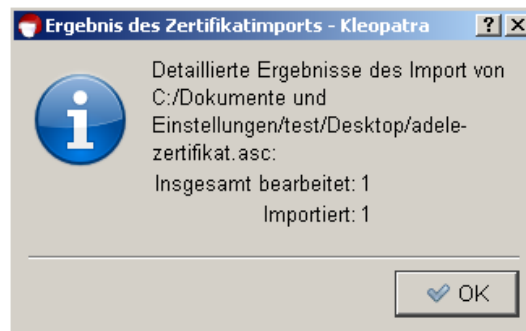 Ergebnis des Zertifikatimports - Kleopatra
Detaillierte Ergebnisse des Import von
C:/Dokumente und
Einstellungen/test/Desktop/adele-
zertifikat.asc:
Insgesamt bearbeitet: 1
Importiert: 1
OK